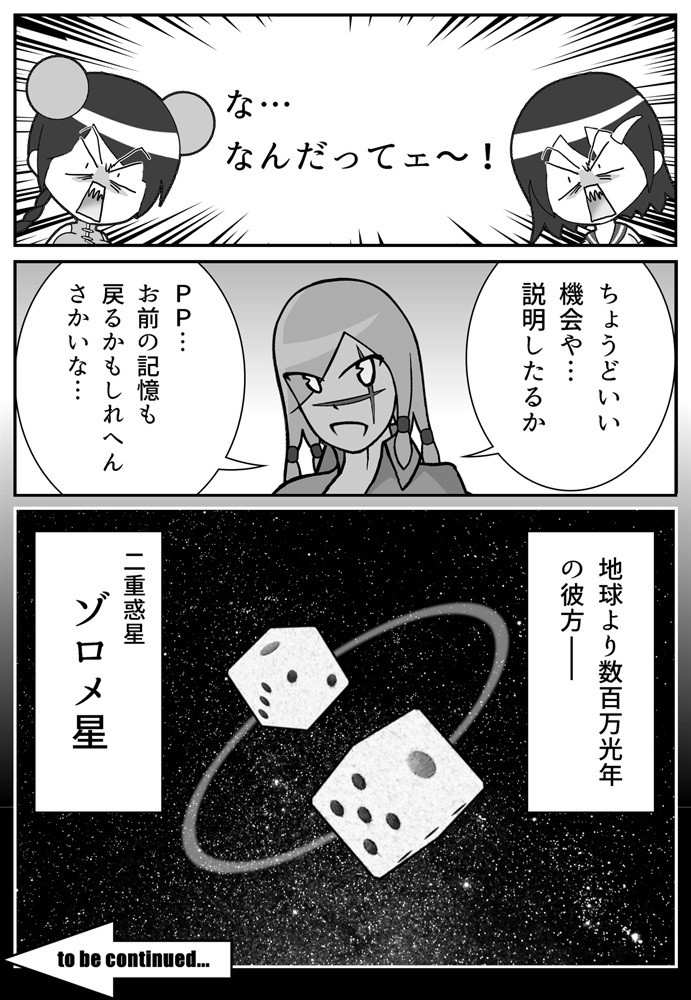 な…
なんだってェ～！
ちょうどいい
機会や…
説明したるか
PP…
お前の記憶も
戻るかもしれへん
さかいな…
地球より数百万光年
の彼方――
二重惑星
ゾロメ星
to be continued...